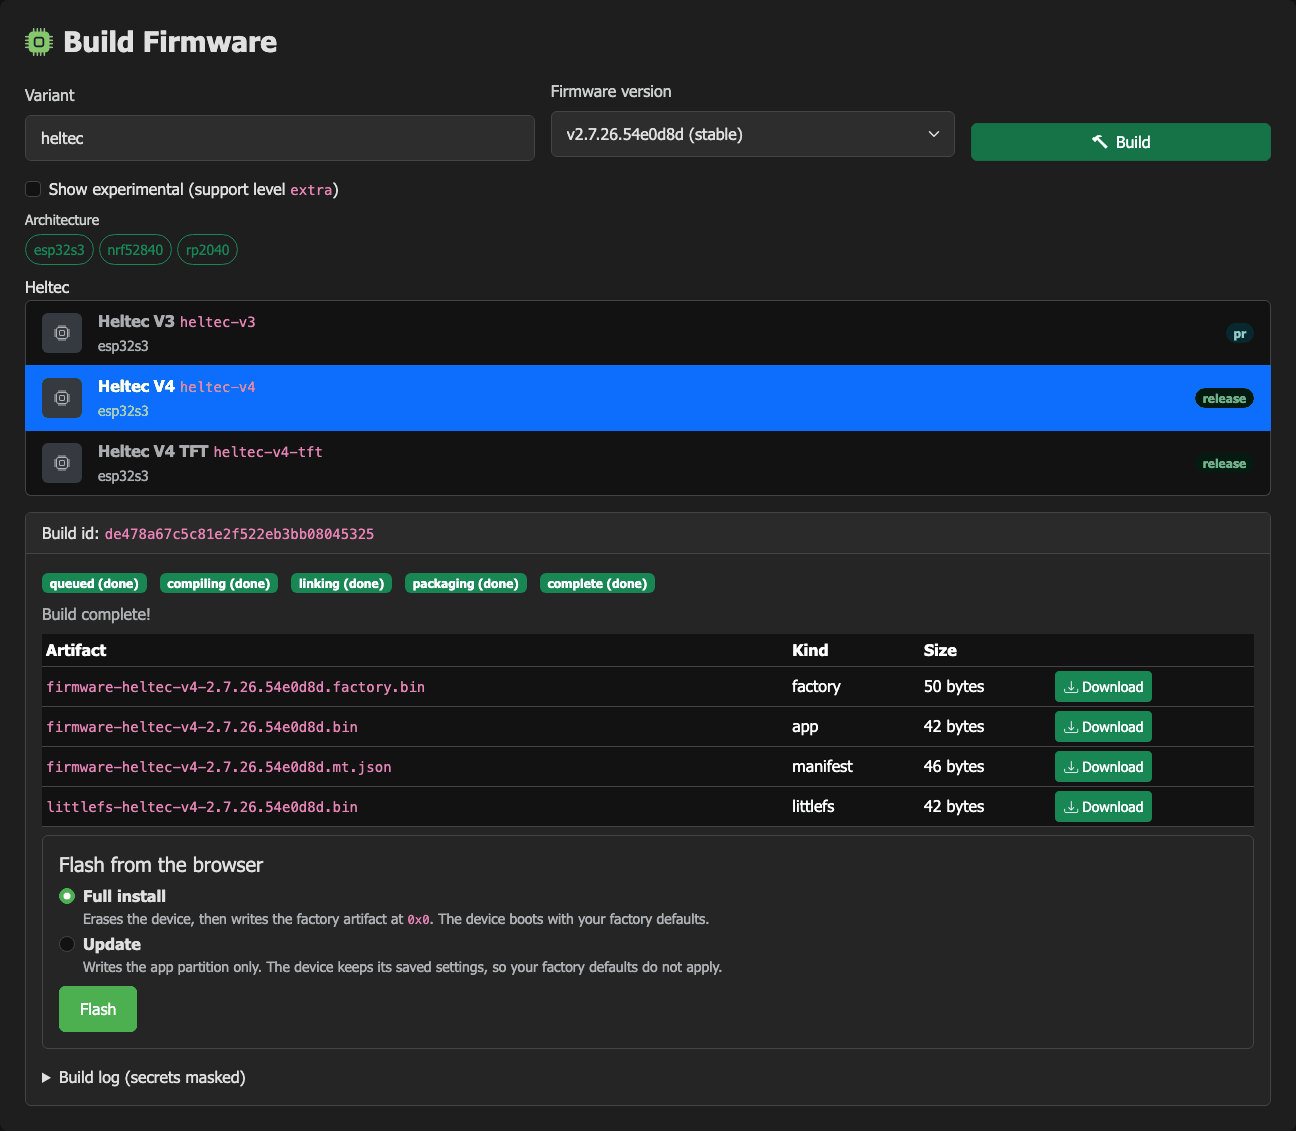 Build Firmware
Variant
Firmware version
heltec
v2.7.26.54e0d8d (stable)
Build
Show experimental (support level extra)
Architecture
esp32s3 nrf52840 rp2040
Heltec
Heltec V3 heltec-v3
esp32s3
pr
Heltec V4 heltec-v4
esp32s3
release
Heltec V4 TFT heltec-v4-tft
esp32s3
release
Build id: de478a67c5c81e2f522eb3bb08045325
queued (done) compiling (done) linking (done) packaging (done) complete (done)
Build complete!
Artifact Kind Size
firmware-heltec-v4-2.7.26.54e0d8d.factory.bin factory 50 bytes Download
firmware-heltec-v4-2.7.26.54e0d8d.bin app 42 bytes Download
firmware-heltec-v4-2.7.26.54e0d8d.mt.json manifest 46 bytes Download
littlefs-heltec-v4-2.7.26.54e0d8d.bin littlefs 42 bytes Download
Flash from the browser
Full install
Erases the device, then writes the factory artifact at 0x0. The device boots with your factory defaults.
Update
Writes the app partition only. The device keeps its saved settings, so your factory defaults do not apply.
Flash
Build log (secrets masked)